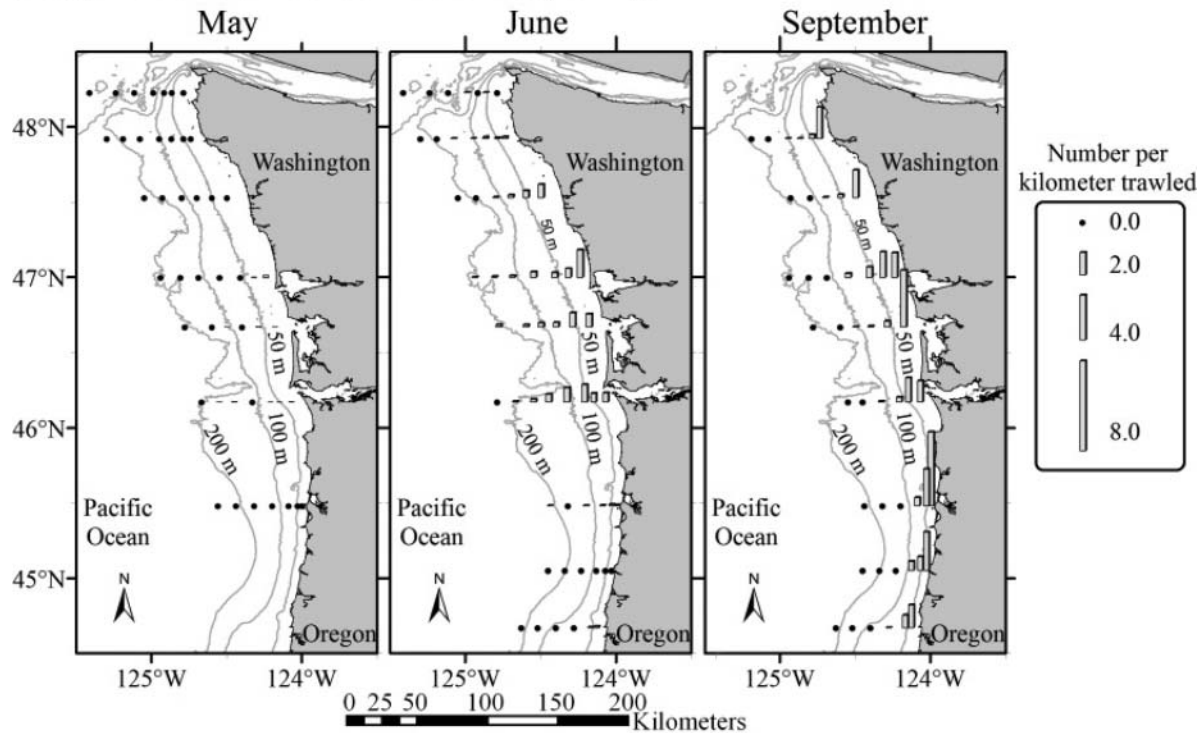 May
June
September
48°N
47°N
46°N
45°N
Washington
50 m
100 m
200 m
Pacific
Ocean
N
Oregon
125°W
124°W
Washington
50 m
50 m
100 m
200 m
Pacific
Ocean
N
Oregon
125°W
124°W
Washington
50 m
50 m
100 m
200 m
Pacific
Ocean
N
Oregon
125°W
124°W
Number per
kilometer trawled
0.0
2.0
4.0
8.0
0 25 50 100 150 200
Kilometers